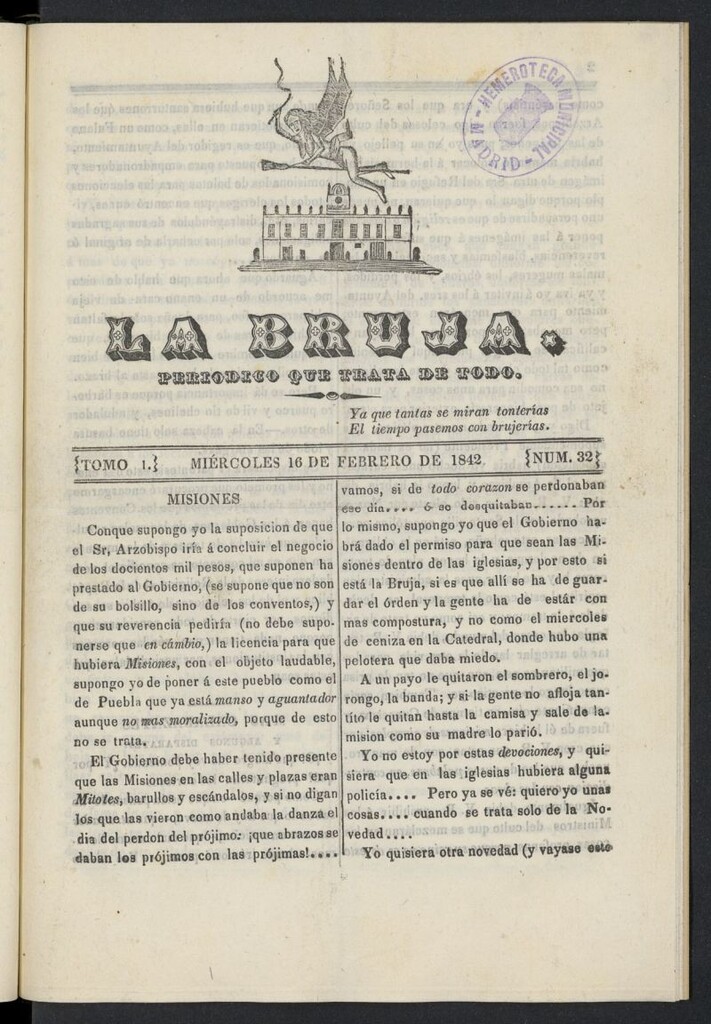 HEMEROTECA MUNICIPAL
MADRID
LA BRUJA.
PERIODICO QUE TRATA DE TODO.
Ya que tantas se miran tonterías
El tiempo pasemos con brujerías.
{TOMO 1.} MIÉRCOLES 16 DE FEBRERO DE 1842. {NUM. 32}
MISIONES
Conque supongo yo la suposicion de que
el Sr, Arzobispo iria á concluir el negocio
de los docientos mil pesos, que suponen ha
prestado al Gobierno, (se supone que no son
de su bolsillo, sino de los conventos,) y
que su reverencia pediria (no debe supo-
nerse que en cámbio,) la licencia para que
hubiera Misiones, con el objeto laudable,
supongo yo de poner á este pueblo como el
de Puebla que ya está manso y aguantador
aunque no mas moralizado, porque de esto
no se trata.
El Gobierno debe haber tenido presente
que las Misiones en las calles y plazas eran
Mitotes, barullos y escándalos, y si no digan
los que las vieron como andaba la danza el
dia del perdon del prójimo: ¡que abrazos se
daban los prójimos con las prójimas!....
vamos, si de todo corazon se perdonaban
ese dia.... ó se desquitaban...... Por
lo mismo, supongo yo que el Gobierno ha-
brá dado el permiso para que sean las Mi-
siones dentro de las iglesias, y por esto si
está la Bruja, si es que allí se ha de guar-
dar el órden y la gente ha de estár con
mas compostura, y no como el miercoles
de ceniza en la Catedral, donde hubo una
pelotera que daba miedo.
A un payo le quitaron el sombrero, el jo-
rongo, la banda; y si la gente no afloja tan-
títo le quitan hasta la camisa y sale de la
mision como su madre lo parió.
Yo no estoy por estas devociones, y qui-
siera que en las iglesias hubiera alguna
policía.... Pero ya se vé: quiero yo unas
cosas.... cuando se trata solo de la No-
vedad....
Yo quisiera otra novedad (y vayase este